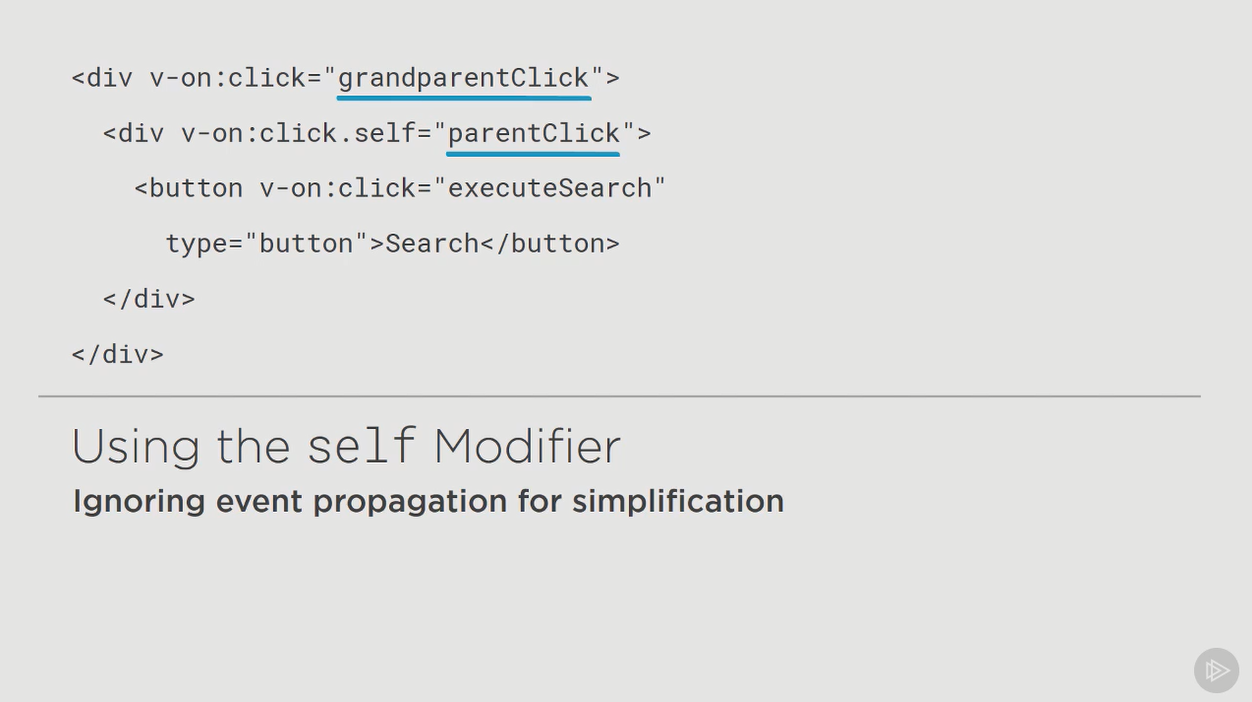 <div v-on:click="grandparentClick">
<div v-on:click.self="parentClick">
<button v-on:click="executeSearch"
type="button">Search</button>
</div>
</div>
Using the self Modifier
Ignoring event propagation for simplification